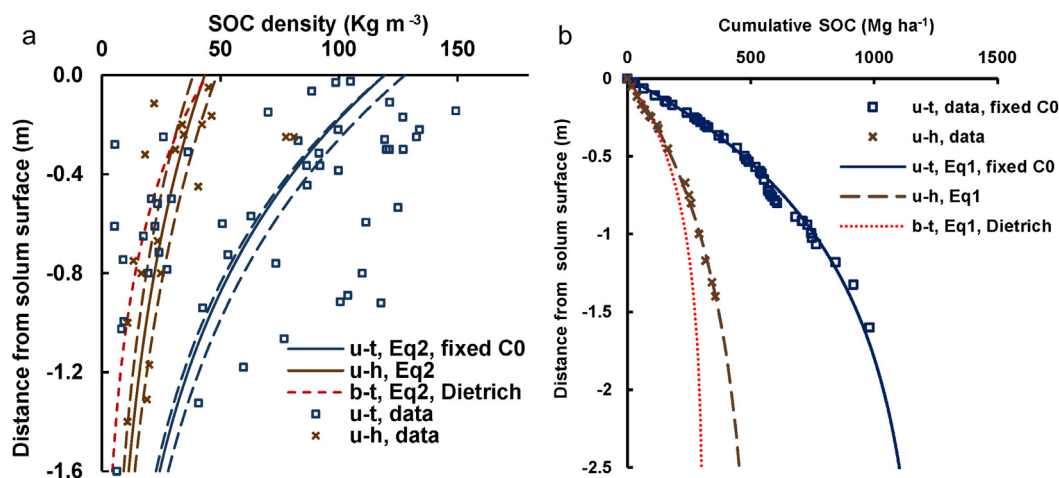 a
SOC density (Kg m -3)
0 50 100 150
0.0
-0.4
-0.8
-1.2
-1.6
Distance from solum surface (m)
u-t, Eq2, fixed C0
u-h, Eq2
b-t, Eq2, Dietrich
u-t, data
u-h, data
b
Cumulative SOC (Mg ha-1)
0 500 1000 1500
0
-0.5
-1
-1.5
-2
-2.5
Distance from solum surface (m)
u-t, data, fixed C0
u-h, data
u-t, Eq1, fixed C0
u-h, Eq1
b-t, Eq1, Dietrich